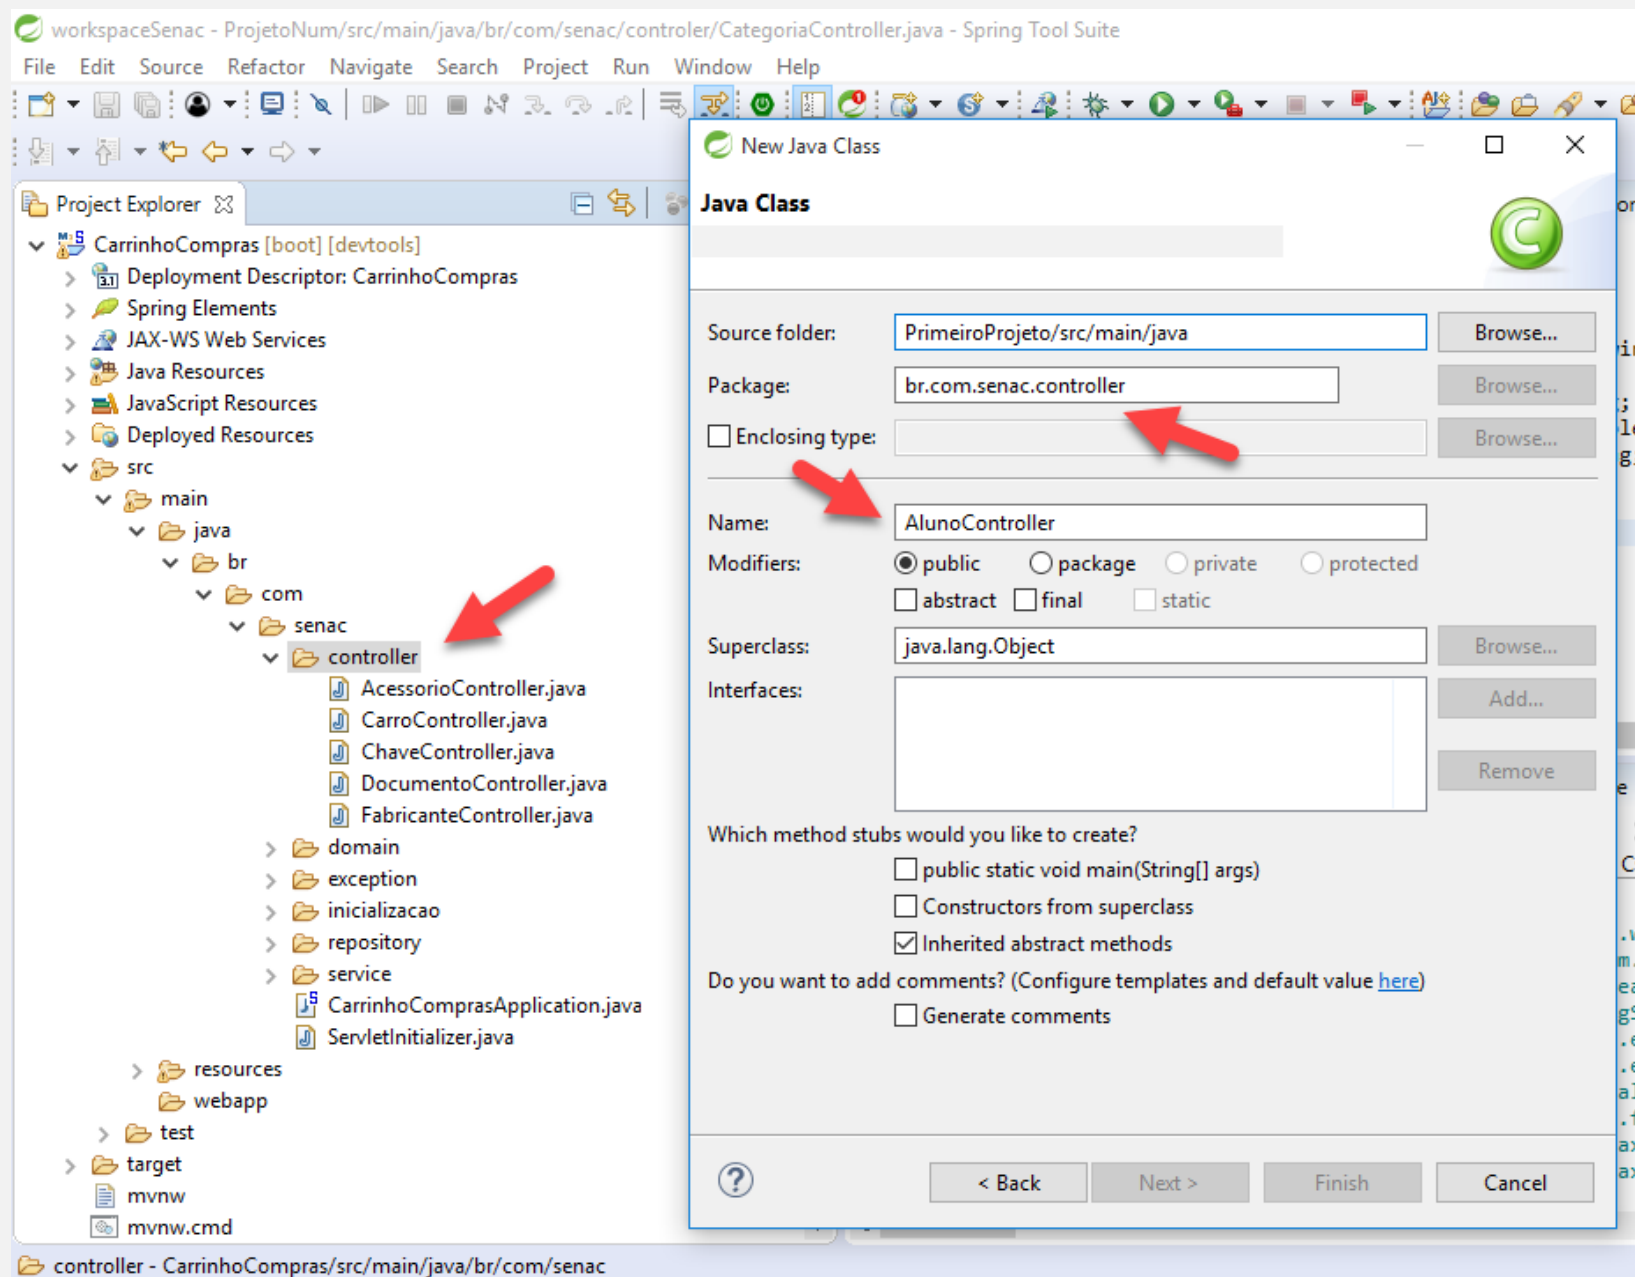 workspaceSenac - ProjetoNum/src/main/java/br/com/senac/controler/CategoriaController.java - Spring Tool Suite
File Edit Source Refactor Navigate Search Project Run Window Help
Project Explorer
CarrinhoCompras [boot] [devtools]
Deployment Descriptor: CarrinhoCompras
Spring Elements
JAX-WS Web Services
Java Resources
JavaScript Resources
Deployed Resources
src
main
java
br
com
senac
controller
AcessorioController.java
CarroController.java
ChaveController.java
DocumentoController.java
FabricanteController.java
domain
exception
inicializacao
repository
service
CarrinhoComprasApplication.java
ServletInitializer.java
resources
webapp
test
target
mvnw
mvnw.cmd
controller - CarrinhoCompras/src/main/java/br/com/senac
New Java Class
Java Class
Source folder: PrimeiroProjeto/src/main/java Browse...
Package: br.com.senac.controller Browse...
Enclosing type: Browse...
Name: AlunoController
Modifiers: public package private protected
abstract final static
Superclass: java.lang.Object Browse...
Interfaces: Add...
Remove
Which method stubs would you like to create?
public static void main(String[] args)
Constructors from superclass
Inherited abstract methods
Do you want to add comments? (Configure templates and default value here)
Generate comments
< Back Next > Finish Cancel